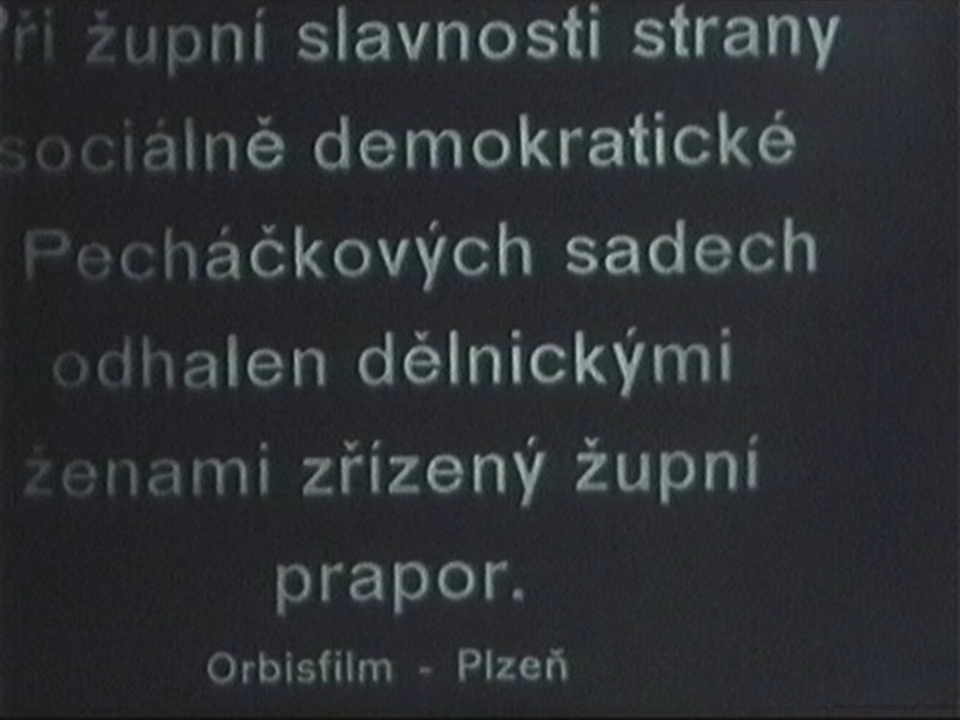 Při župní slavnosti strany
sociálně demokratické
Pecháčkových sadech
odhalen dělnickými
ženami zřízený župní
prapor.
Orbisfilm - Plzeň